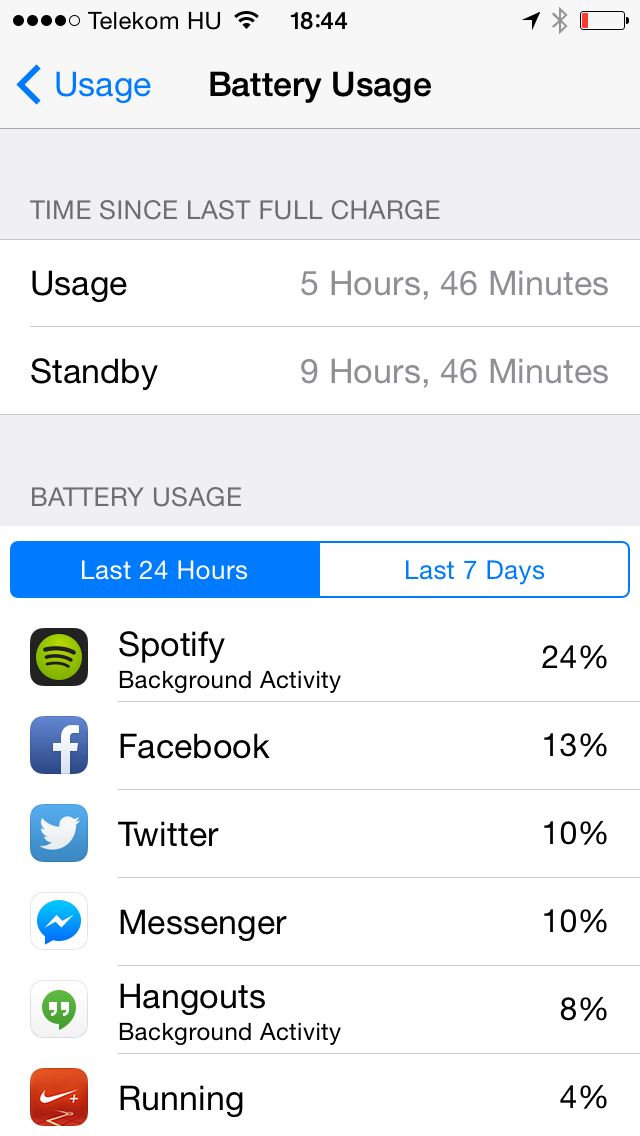 Telekom HU 18:44
Usage Battery Usage
TIME SINCE LAST FULL CHARGE
Usage 5 Hours, 46 Minutes
Standby 9 Hours, 46 Minutes
BATTERY USAGE
Last 24 Hours Last 7 Days
Spotify 24%
Background Activity
Facebook 13%
Twitter 10%
Messenger 10%
Hangouts 8%
Background Activity
Running 4%